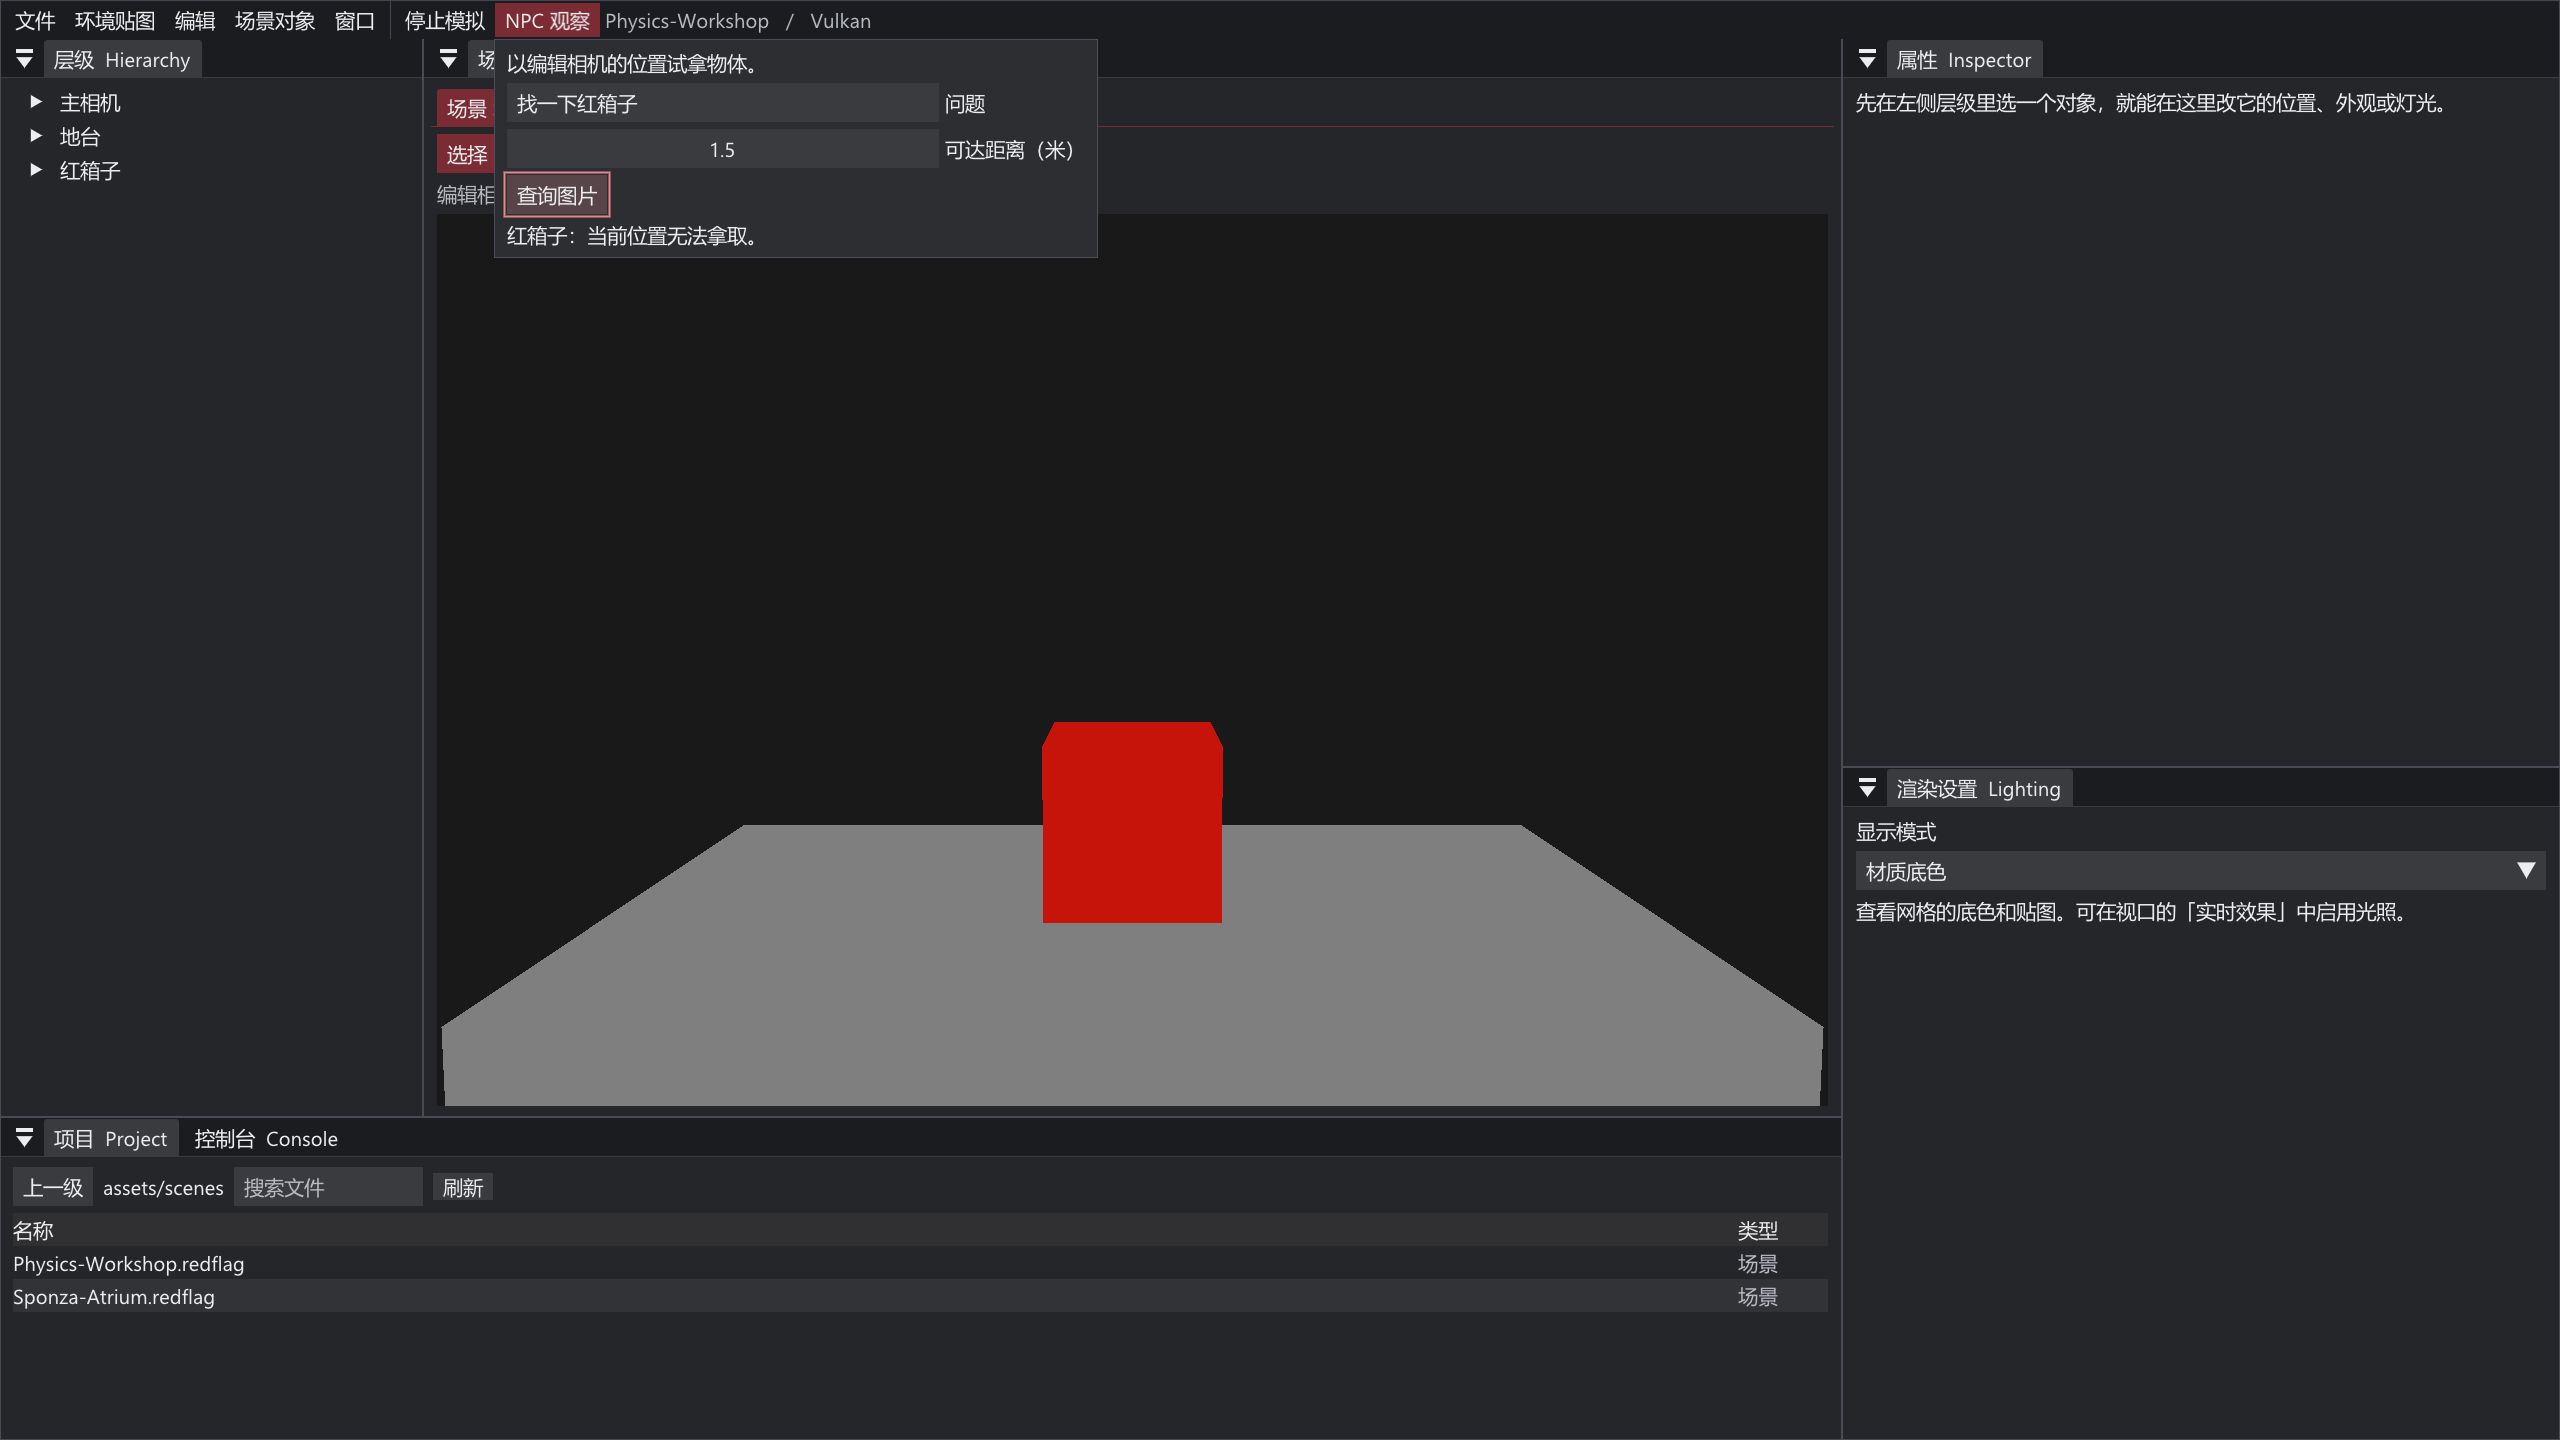 文件 环境贴图 编辑 场景对象 窗口 停止模拟 NPC 观察 Physics-Workshop / Vulkan
层级 Hierarchy
主相机
地台
红箱子
场
场景
选择
编辑相
以编辑相机的位置试拿物体。
找一下红箱子 问题
1.5 可达距离（米）
查询图片
红箱子：当前位置无法拿取。
属性 Inspector
先在左侧层级里选一个对象，就能在这里改它的位置、外观或灯光。
渲染设置 Lighting
显示模式
材质底色
查看网格的底色和贴图。可在视口的「实时效果」中启用光照。
项目 Project 控制台 Console
上一级 assets/scenes 搜索文件 刷新
名称 类型
Physics-Workshop.redflag 场景
Sponza-Atrium.redflag 场景